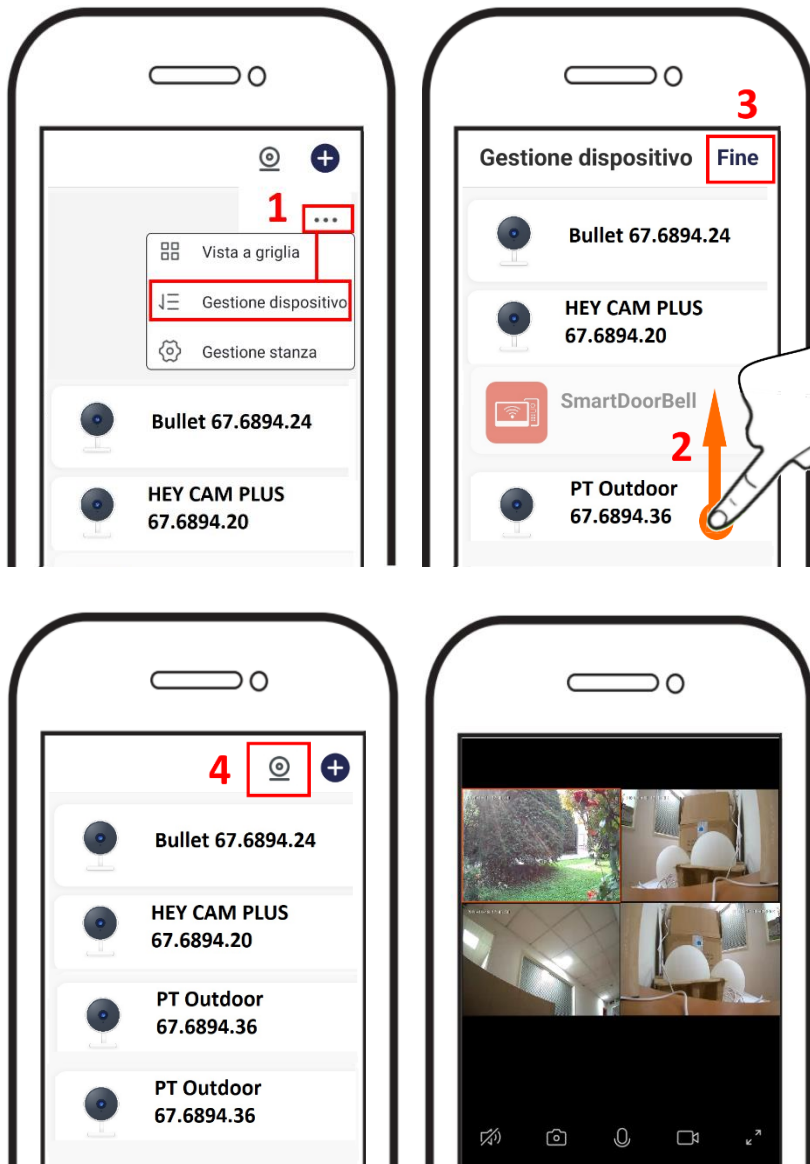 1
...
Vista a griglia
Gestione dispositivo
Gestione stanza
Bullet 67.6894.24
HEY CAM PLUS
67.6894.20
3
Gestione dispositivo Fine
Bullet 67.6894.24
HEY CAM PLUS
67.6894.20
SmartDoorBell
2
PT Outdoor
67.6894.36
4
Bullet 67.6894.24
HEY CAM PLUS
67.6894.20
PT Outdoor
67.6894.36
PT Outdoor
67.6894.36